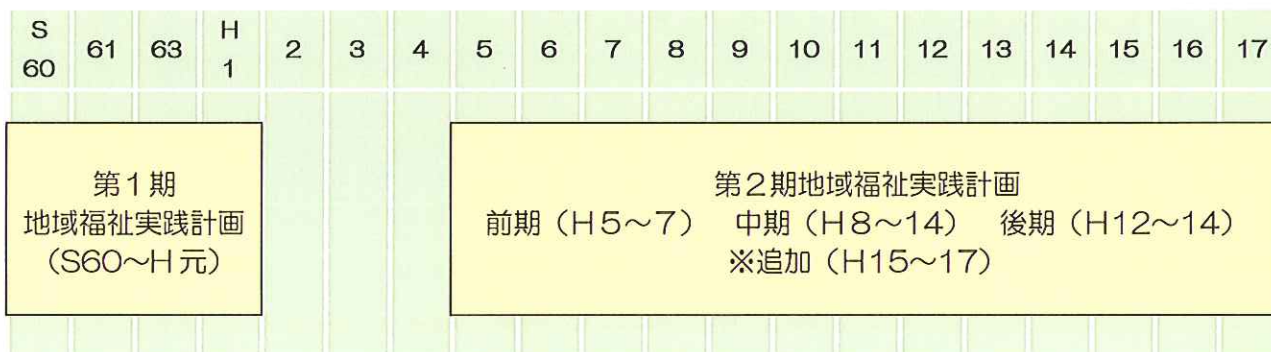 S 60 61 63 H 1 2 3 4 5 6 7 8 9 10 11 12 13 14 15 16 17
第1期
地域福祉実践計画
(S60~H元)
第2期地域福祉実践計画
前期(H5~7) 中期(H8~14) 後期(H12~14)
※追加(H15~17)